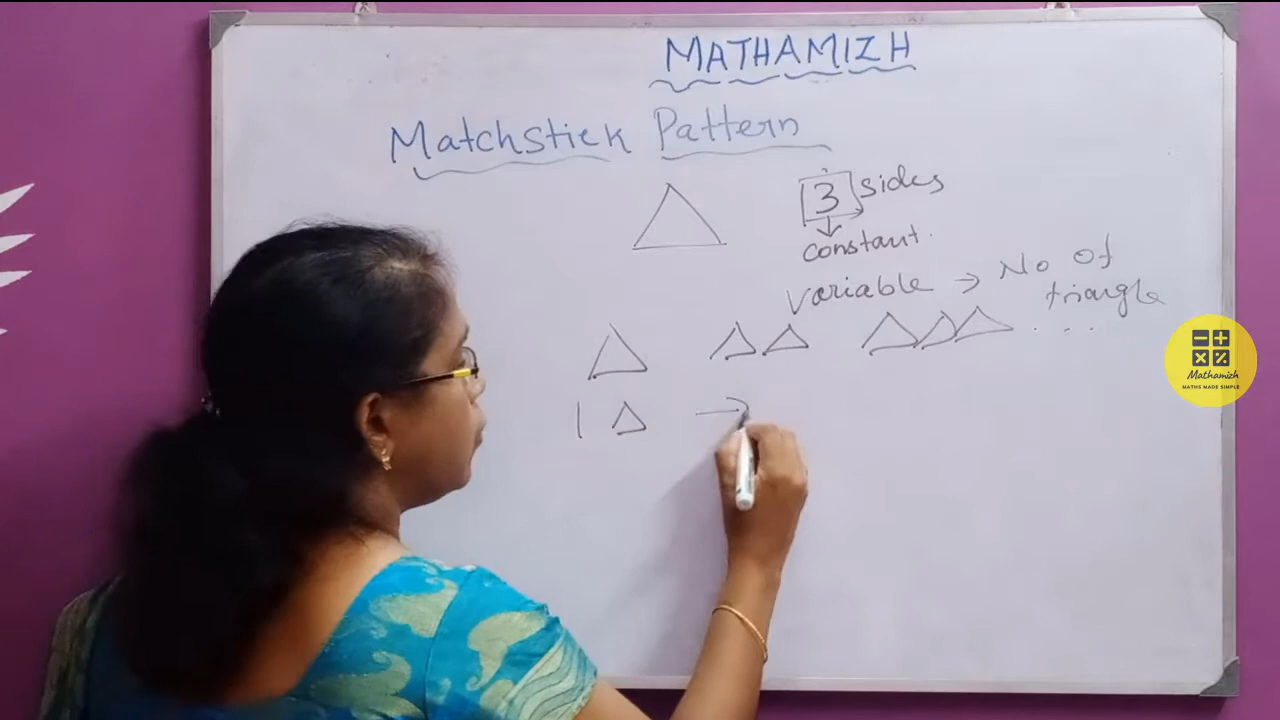 MATHAMIZH
Matchstick Pattern
3 sides
constant.
variable → No of
triangle
. . .
1 △ →
Mathamizh
MATHS MADE SIMPLE